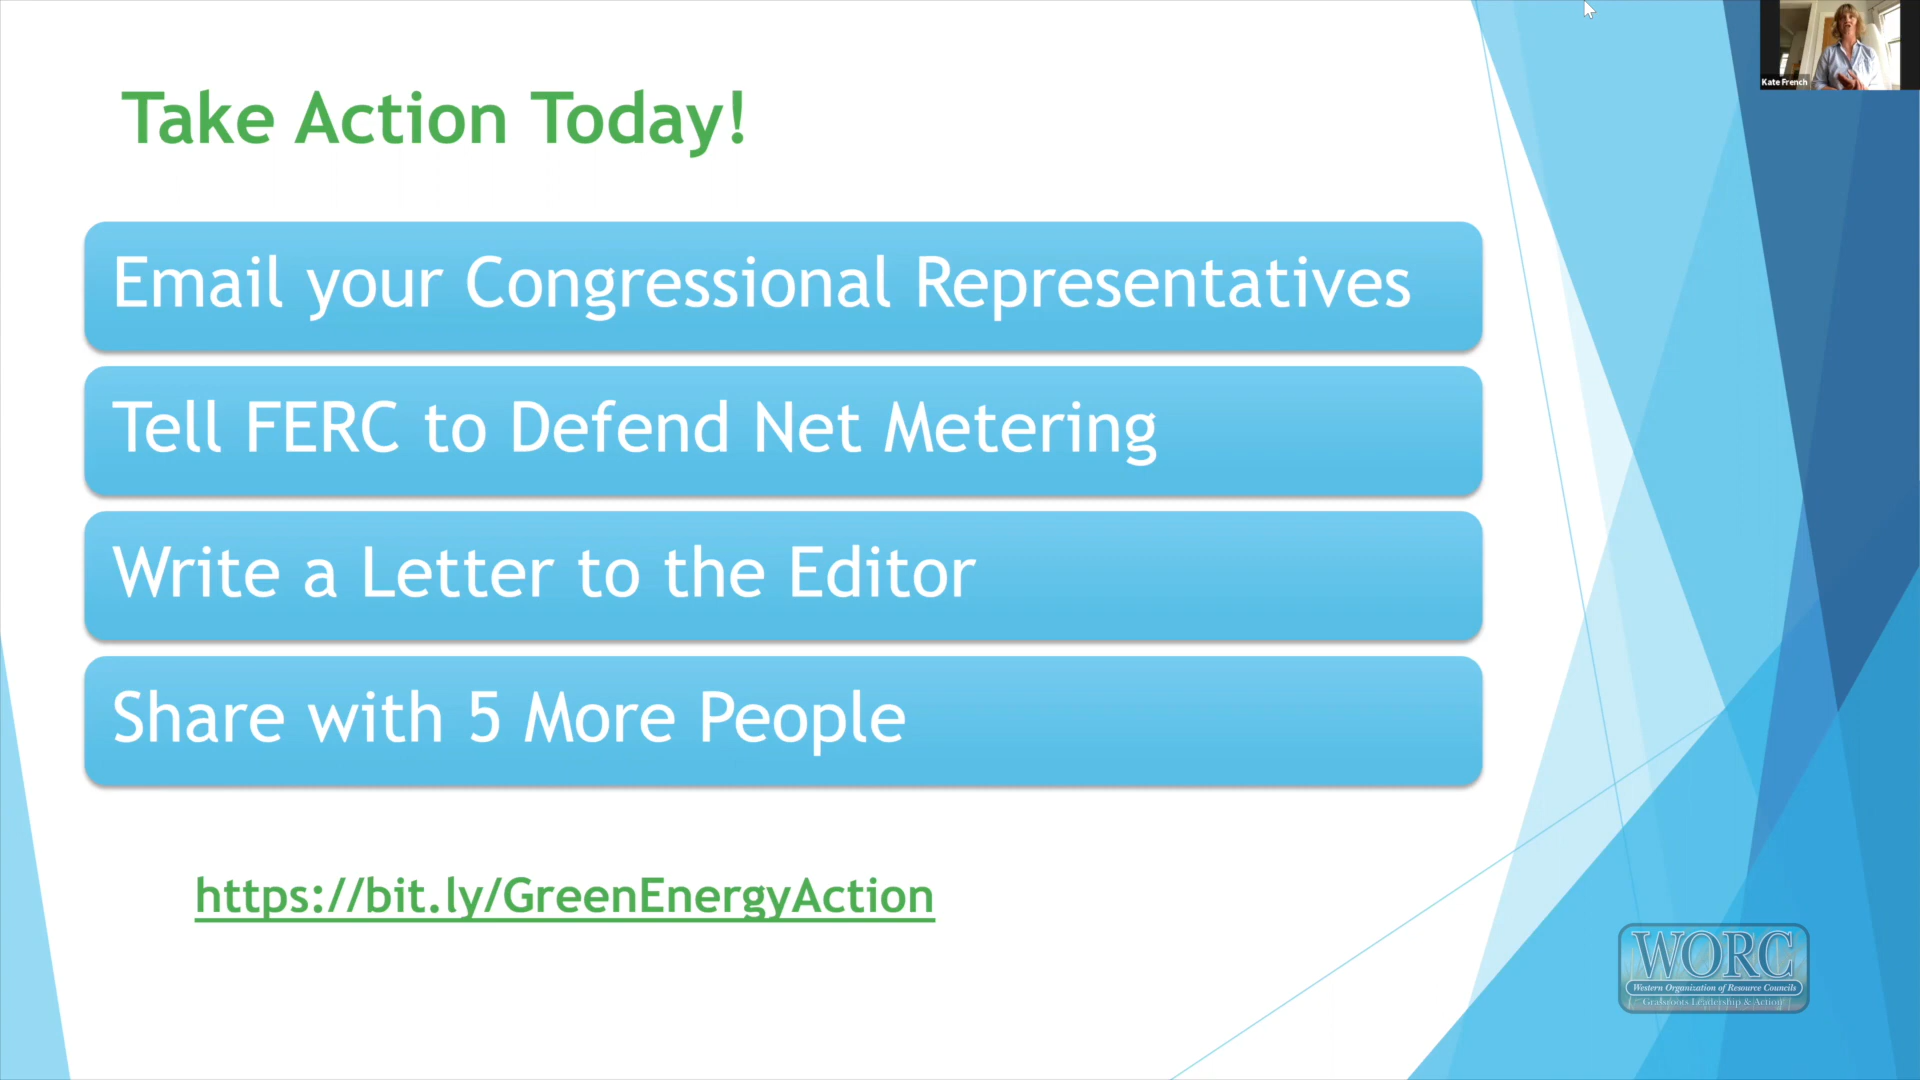 Kate French
Take Action Today!
Email your Congressional Representatives
Tell FERC to Defend Net Metering
Write a Letter to the Editor
Share with 5 More People
https://bit.ly/GreenEnergyAction
WORC
Western Organization of Resource Councils
Grassroots Leadership & Action